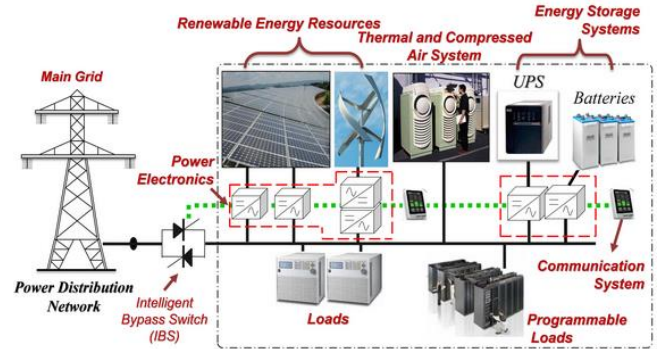 Renewable Energy Resources
Thermal and Compressed
Air System
Energy Storage
Systems
Main Grid
UPS
Batteries
Power
Electronics
Communication
System
Power Distribution
Network
Intelligent
Bypass Switch
(IBS)
Loads
Programmable
Loads